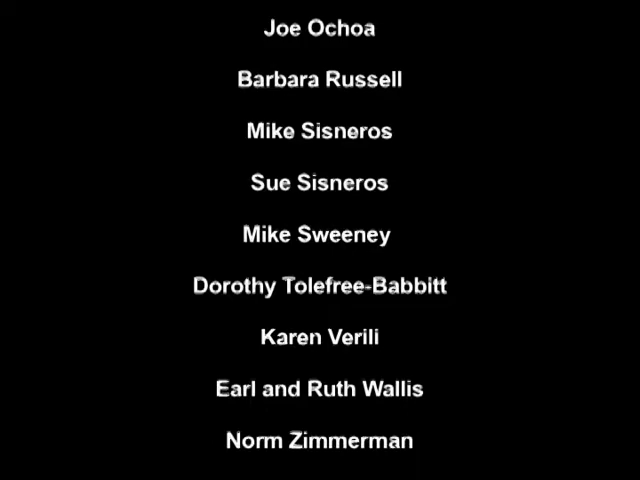 Joe Ochoa
Barbara Russell
Mike Sisneros
Sue Sisneros
Mike Sweeney
Dorothy Tolefree-Babbitt
Karen Verili
Earl and Ruth Wallis
Norm Zimmerman